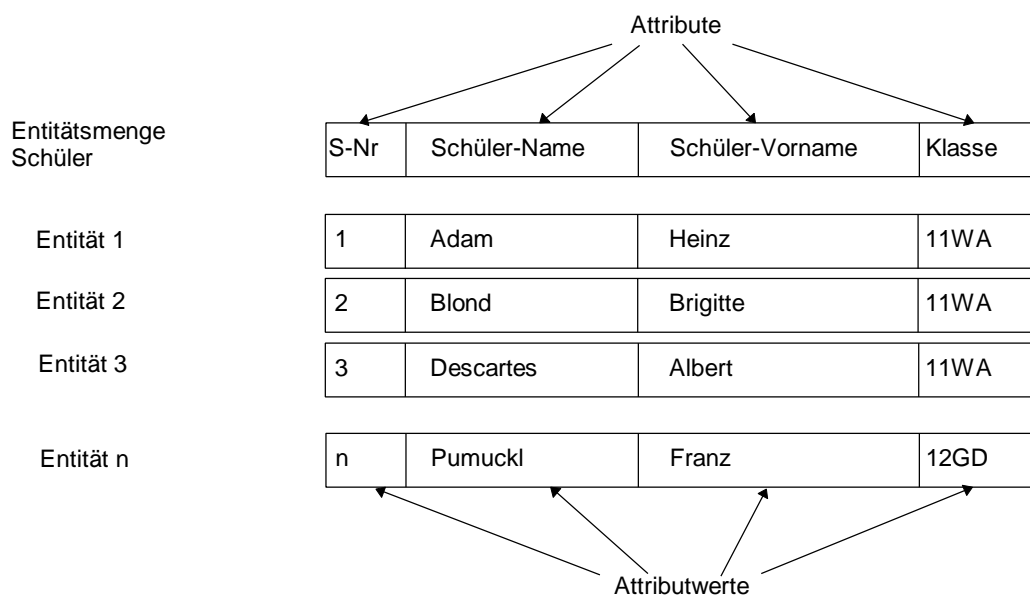 Attribute
Entitätsmenge
Schüler
S-Nr Schüler-Name Schüler-Vorname Klasse
Entität 1 1 Adam Heinz 11WA
Entität 2 2 Blond Brigitte 11WA
Entität 3 3 Descartes Albert 11WA
Entität n n Pumuckl Franz 12GD
Attributwerte